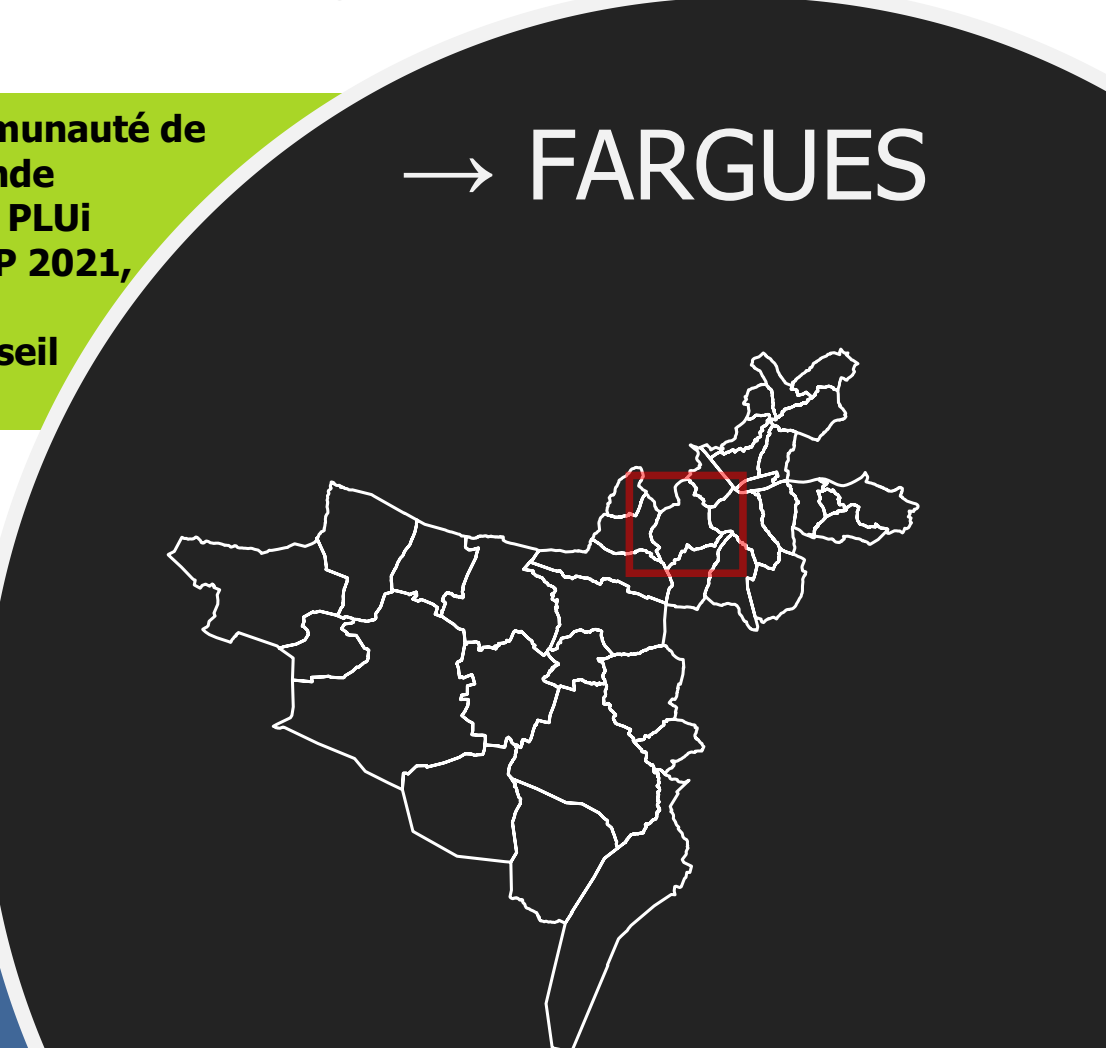 → FARGUES
munauté de
nde
PLUi
P 2021,
seil